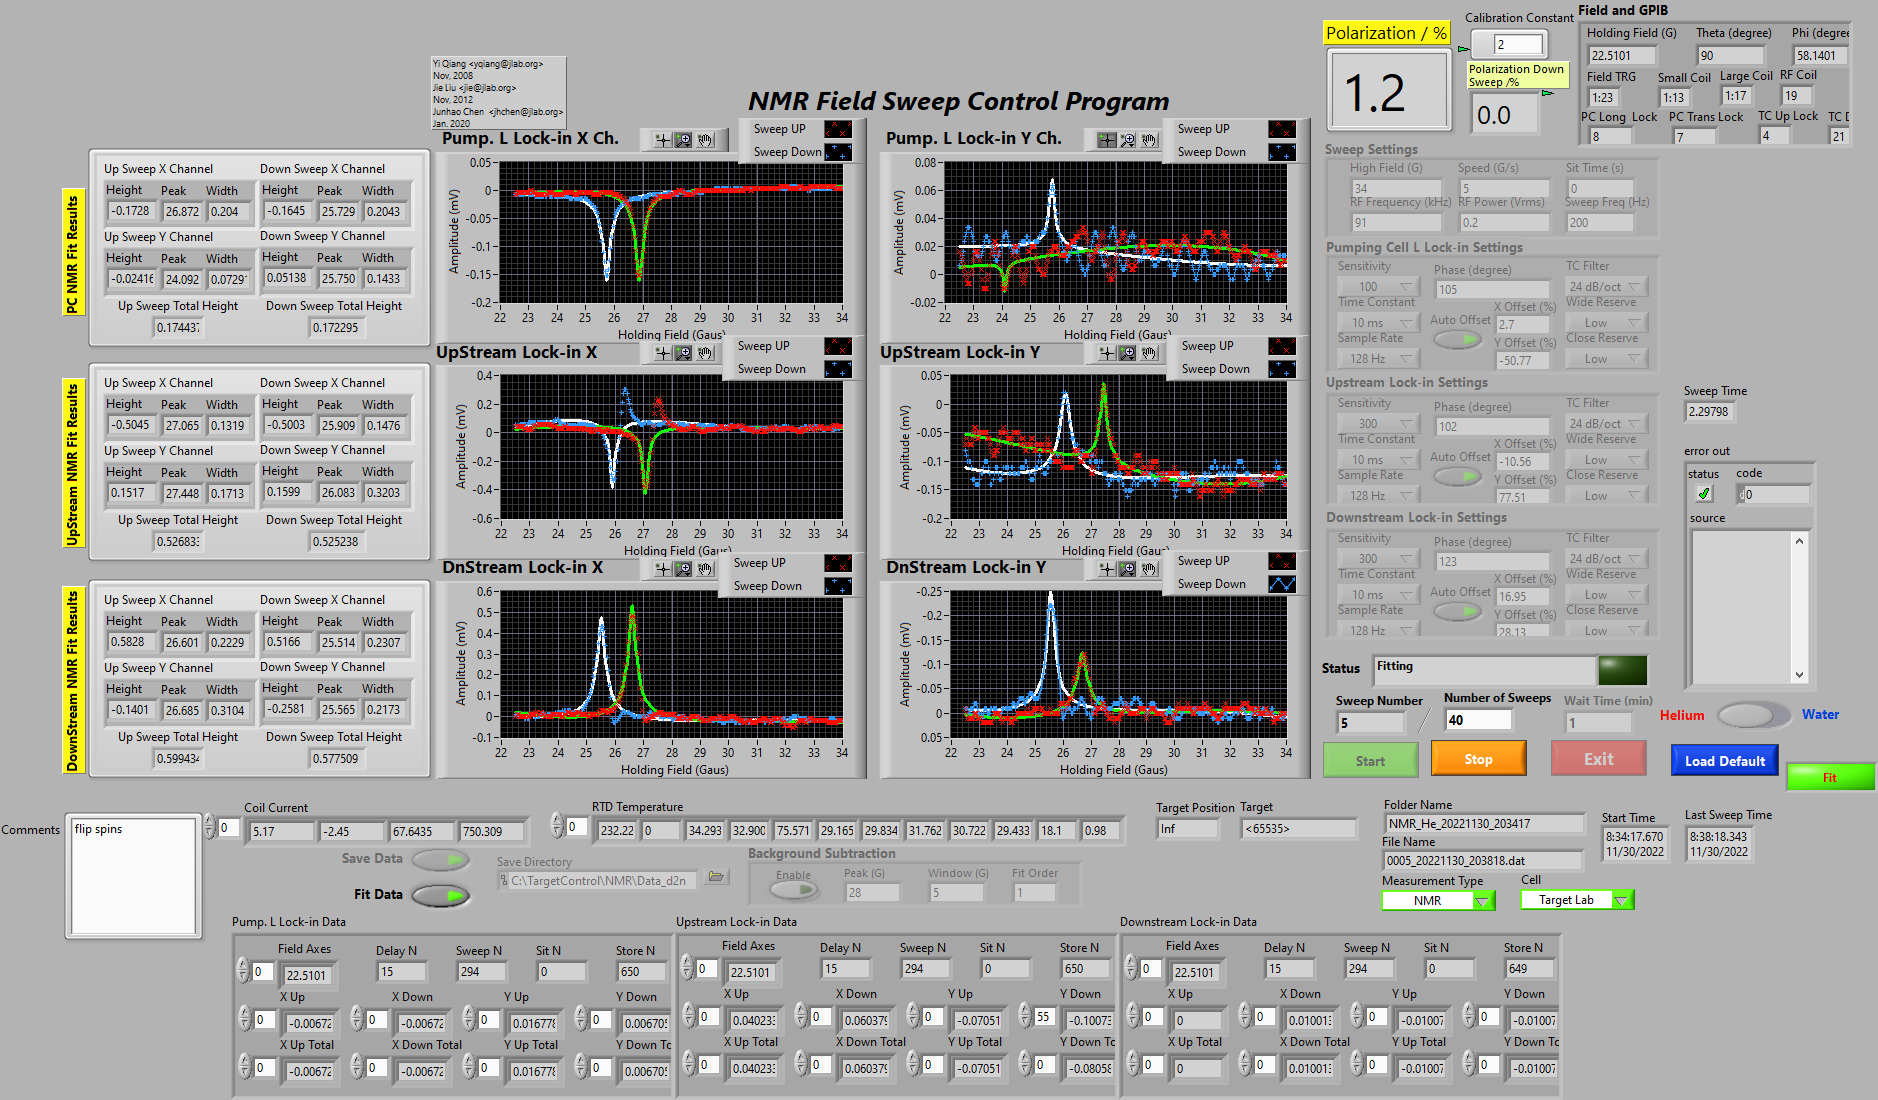 Yi Qiang <yqiang@jlab.org>
Nov, 2008
Jie Liu <jie@jlab.org>
Nov, 2012
Junhao Chen <jhchen@jlab.org>
Jan. 2020
NMR Field Sweep Control Program
Polarization / %
1.2
Calibration Constant
2
Polarization Down
Sweep /%
0.0
Field and GPIB
Holding Field (G) Theta (degree) Phi (degree
22.5101 90 58.1401
Field TRG Small Coil Large Coil RF Coil
1:23 1:13 1:17 19
PC Long Lock PC Trans Lock TC Up Lock TC D
8 7 4 21
PC NMR Fit Results
Up Sweep X Channel Down Sweep X Channel
Height Peak Width Height Peak Width
-0.1728 26.872 0.204 -0.1645 25.729 0.2043
Up Sweep Y Channel Down Sweep Y Channel
Height Peak Width Height Peak Width
-0.02416 24.092 0.0729 0.05138 25.750 0.1433
Up Sweep Total Height Down Sweep Total Height
0.174437 0.172295
Pump. L Lock-in X Ch.
Sweep UP
Sweep Down
Amplitude (mV)
0.05
0
-0.05
-0.1
-0.15
-0.2
22 23 24 25 26 27 28 29 30 31 32 33 34
Holding Field (Gaus)
Pump. L Lock-in Y Ch.
Sweep UP
Sweep Down
Amplitude (mV)
0.08
0.06
0.04
0.02
0
-0.02
22 23 24 25 26 27 28 29 30 31 32 33 34
Holding Field (Gaus)
UpStream NMR Fit Results
Up Sweep X Channel Down Sweep X Channel
Height Peak Width Height Peak Width
-0.5045 27.065 0.1319 -0.5003 25.909 0.1476
Up Sweep Y Channel Down Sweep Y Channel
Height Peak Width Height Peak Width
0.1517 27.448 0.1713 0.1599 26.083 0.3203
Up Sweep Total Height Down Sweep Total Height
0.526833 0.525238
UpStream Lock-in X
Sweep UP
Sweep Down
Amplitude (mV)
0.4
0.2
0
-0.2
-0.4
-0.6
22 23 24 25 26 27 28 29 30 31 32 33 34
Holding Field (Gaus)
UpStream Lock-in Y
Sweep UP
Sweep Down
Amplitude (mV)
0.05
0
-0.05
-0.1
-0.15
-0.2
22 23 24 25 26 27 28 29 30 31 32 33 34
Holding Field (Gaus)
DownStream NMR Fit Results
Up Sweep X Channel Down Sweep X Channel
Height Peak Width Height Peak Width
0.5828 26.601 0.2229 0.5166 25.514 0.2307
Up Sweep Y Channel Down Sweep Y Channel
Height Peak Width Height Peak Width
-0.1401 26.685 0.3104 -0.2581 25.565 0.2173
Up Sweep Total Height Down Sweep Total Height
0.599434 0.577509
DnStream Lock-in X
Sweep UP
Sweep Down
Amplitude (mV)
0.6
0.5
0.4
0.3
0.2
0.1
0
-0.1
22 23 24 25 26 27 28 29 30 31 32 33 34
Holding Field (Gaus)
DnStream Lock-in Y
Sweep UP
Sweep Down
Amplitude (mV)
-0.25
-0.2
-0.15
-0.1
-0.05
0
0.05
22 23 24 25 26 27 28 29 30 31 32 33 34
Holding Field (Gaus)
Sweep Settings
High Field (G) Speed (G/s) Sit Time (s)
34 5 0
RF Frequency (kHz) RF Power (Vrms) Sweep Freq (Hz)
91 0.2 200
Pumping Cell L Lock-in Settings
Sensitivity Phase (degree) TC Filter
100 105 24 dB/oct
Time Constant X Offset (%) Wide Reserve
10 ms Auto Offset 2.7 Low
Sample Rate Y Offset (%) Close Reserve
128 Hz -50.77 Low
Upstream Lock-in Settings
Sensitivity Phase (degree) TC Filter
300 102 24 dB/oct
Time Constant X Offset (%) Wide Reserve
10 ms Auto Offset -10.56 Low
Sample Rate Y Offset (%) Close Reserve
128 Hz 77.51 Low
Downstream Lock-in Settings
Sensitivity Phase (degree) TC Filter
300 123 24 dB/oct
Time Constant X Offset (%) Wide Reserve
10 ms Auto Offset 16.95 Low
Sample Rate Y Offset (%) Close Reserve
128 Hz 28.13 Low
Sweep Time
2.29798
error out
status code
0
source
Status Fitting
Sweep Number / Number of Sweeps Wait Time (min)
5 40 1
Helium Water
Start Stop Exit Load Default Fit
Comments
flip spins
Coil Current
0 5.17 -2.45 67.6435 750.309
RTD Temperature
0 232.22 0 34.293 32.900 75.571 29.165 29.834 31.762 30.722 29.433 18.1 0.98
Target Position Target
Inf <65535>
Folder Name
NMR_He_20221130_203417
File Name
0005_20221130_203818.dat
Start Time
8:34:17.670
11/30/2022
Last Sweep Time
8:38:18.343
11/30/2022
Measurement Type Cell
NMR Target Lab
Save Data
Fit Data
Save Directory
C:\TargetControl\NMR\Data_d2n
Background Subtraction
Enable Peak (G) Window (G) Fit Order
28 5 1
Pump. L Lock-in Data
Field Axes Delay N Sweep N Sit N Store N
0 22.5101 15 294 0 650
X Up X Down Y Up Y Down
0 -0.00672 0 -0.00672 0 0.016778 0 0.006705
X Up Total X Down Total Y Up Total Y Down To
0 -0.00672 0 -0.00672 0 0.016778 0 0.006705
Upstream Lock-in Data
Field Axes Delay N Sweep N Sit N Store N
0 22.5101 15 294 0 650
X Up X Down Y Up Y Down
0 0.040233 0 0.060379 0 -0.07051 55 -0.10073
X Up Total X Down Total Y Up Total Y Down To
0 0.040233 0 0.060379 0 -0.07051 0 -0.08058
Downstream Lock-in Data
Field Axes Delay N Sweep N Sit N Store N
0 22.5101 15 294 0 649
X Up X Down Y Up Y Down
0 0 0 0.010013 0 -0.01007 0 -0.01007
X Up Total X Down Total Y Up Total Y Down To
0 0 0 0.010013 0 -0.01007 0 -0.01007